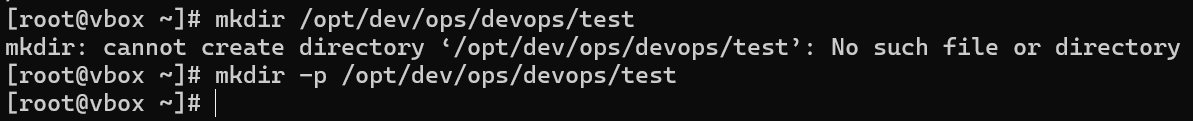 [root@vbox ~]# mkdir /opt/dev/ops/devops/test
mkdir: cannot create directory ‘/opt/dev/ops/devops/test’: No such file or directory
[root@vbox ~]# mkdir -p /opt/dev/ops/devops/test
[root@vbox ~]#